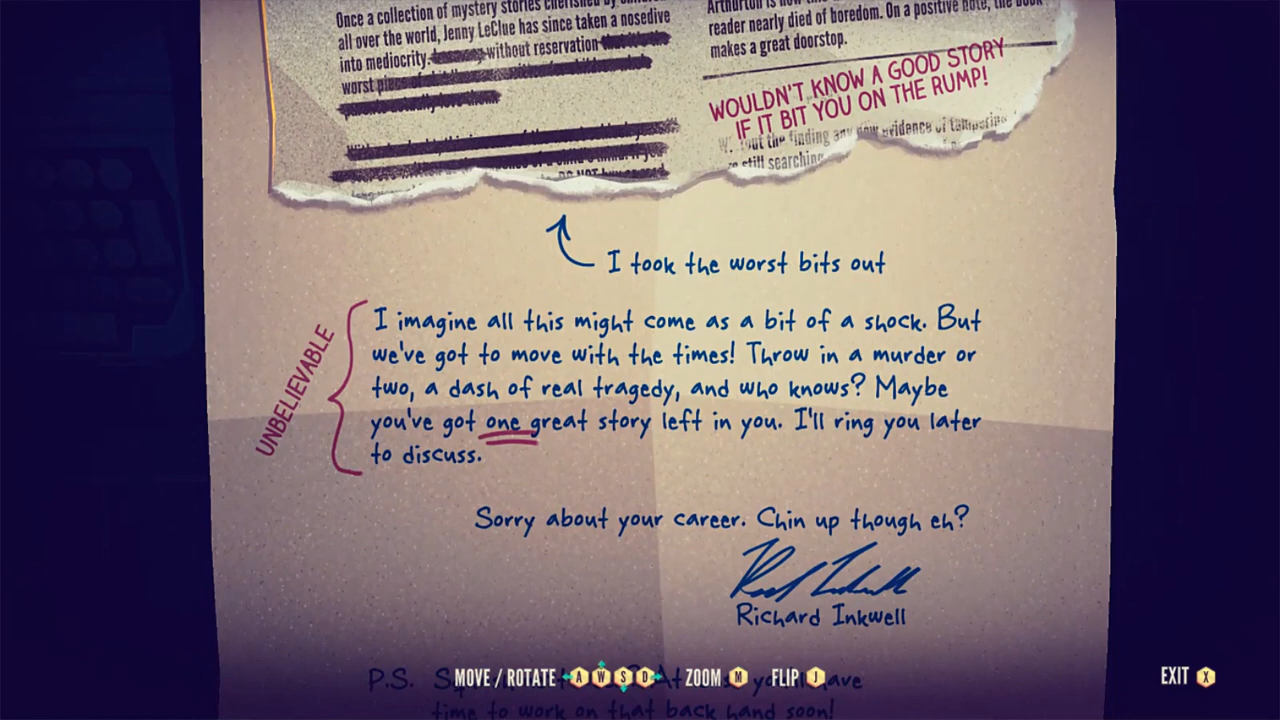 Once a collection of mystery stories cherished by
all over the world, Jenny LeClue has since taken a nosedive
into mediocrity. without reservation
worst
Arthurton is now
reader nearly died of boredom. On a positive note, the book
makes a great doorstop.
WOULDN'T KNOW A GOOD STORY
IF IT BIT YOU ON THE RUMP!
the finding any new evidence of tampering
still searching
I took the worst bits out
UNBELIEVABLE
I imagine all this might come as a bit of a shock. But
we've got to move with the times! Throw in a murder or
two, a dash of real tragedy, and who knows? Maybe
you've got one great story left in you. I'll ring you later
to discuss.
Sorry about your career. Chin up though eh?
Richard Inkwell
P.S.
time to work on that back hand soon!
MOVE / ROTATE A W S D ZOOM M FLIP J
EXIT X